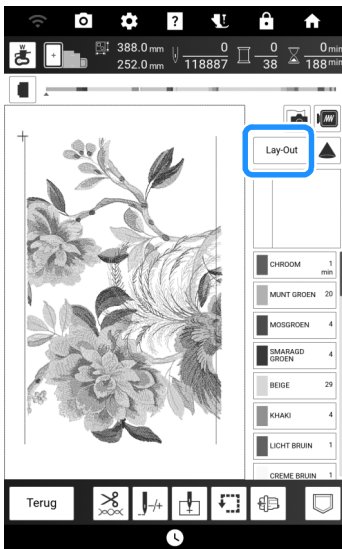 ?
388.0 mm
252.0 mm
0
118887
0
38
0 min
188 min
Lay-Out
CHROOM 1 min
MUNT GROEN 20
MOSGROEN 4
SMARAGD GROEN 4
BEIGE 29
KHAKI 4
LICHT BRUIN 1
CREME BRUIN 1
Terug
-/+